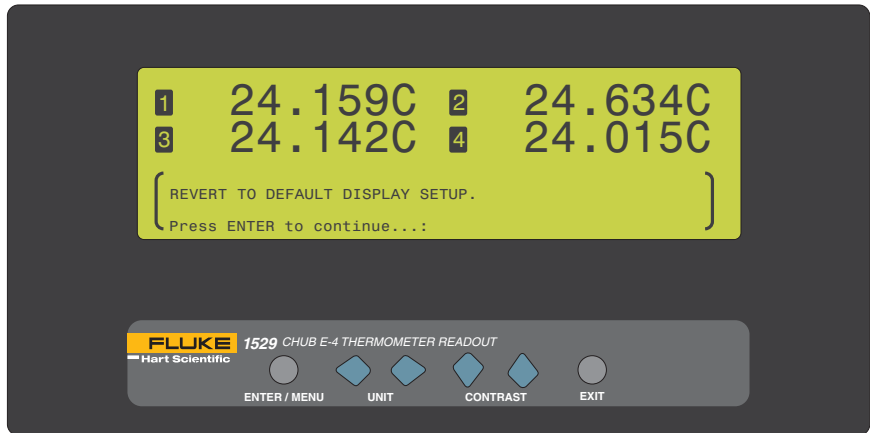 1 24.159C 2 24.634C
3 24.142C 4 24.015C
REVERT TO DEFAULT DISPLAY SETUP.
Press ENTER to continue...:
FLUKE 1529 CHUB E-4 THERMOMETER READOUT
Hart Scientific
ENTER / MENU UNIT CONTRAST EXIT